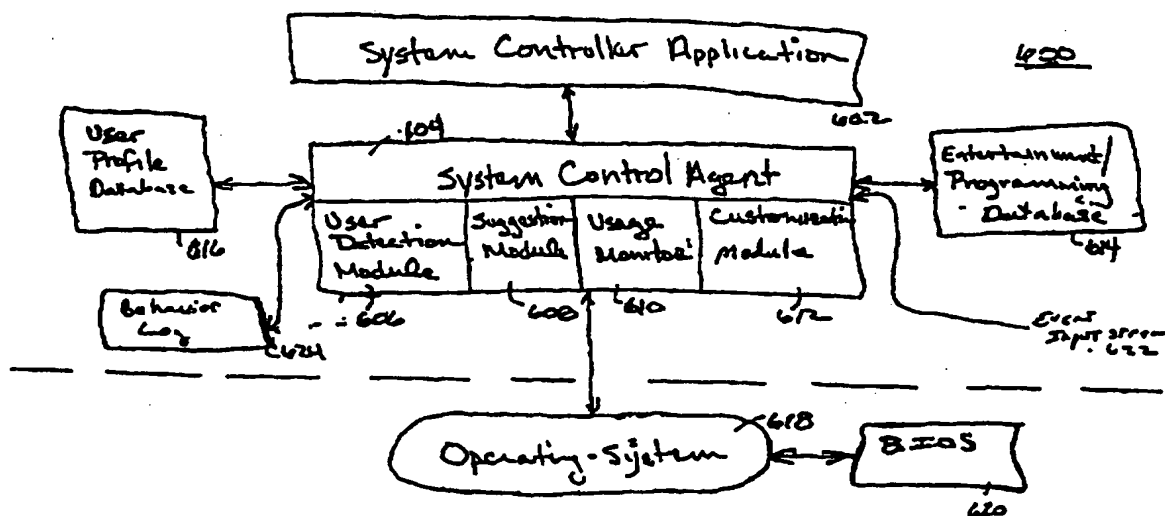 System Controller Application
600
602
User
Profile
Database
616
604
System Control Agent
Entertainment/
Programming
Database
614
User
Detection
Module
606
Suggestion
Module
608
Usage
Monitor
610
Customization
Module
612
Behavior
Log
624
Event
Input Stream
622
Operating-System
618
BIOS
620